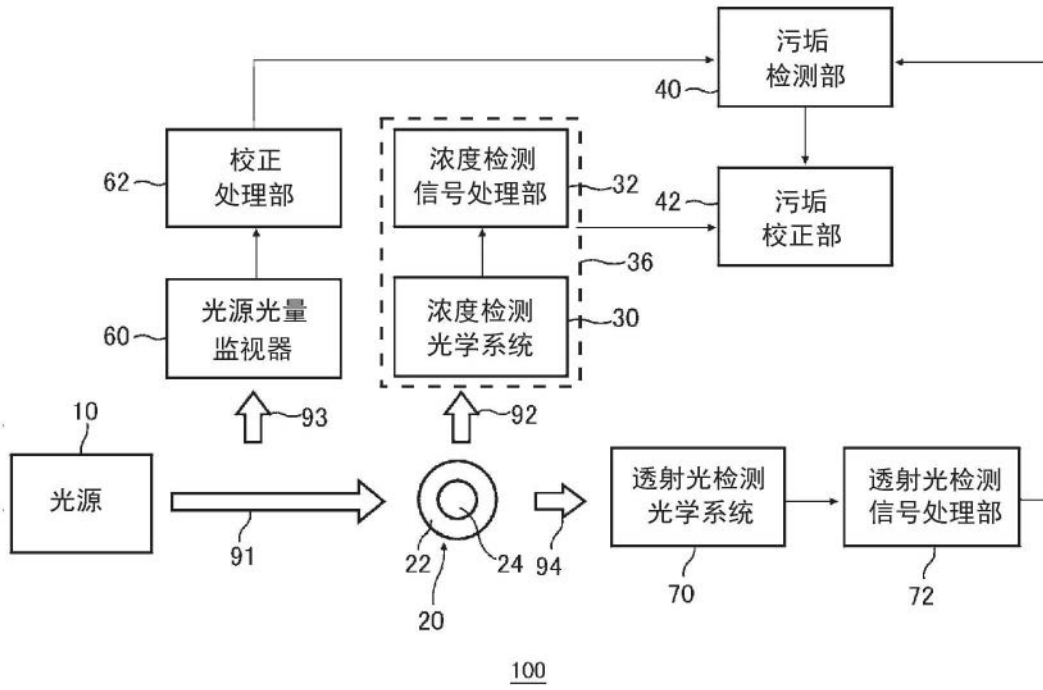 污垢
检测部
40
校正
处理部
62
浓度检测
信号处理部
32
42
污垢
校正部
36
60
光源光量
监视器
浓度检测
光学系统
30
10
93
92
光源
透射光检测
光学系统
透射光检测
信号处理部
91
22
24
94
20
70
72
100